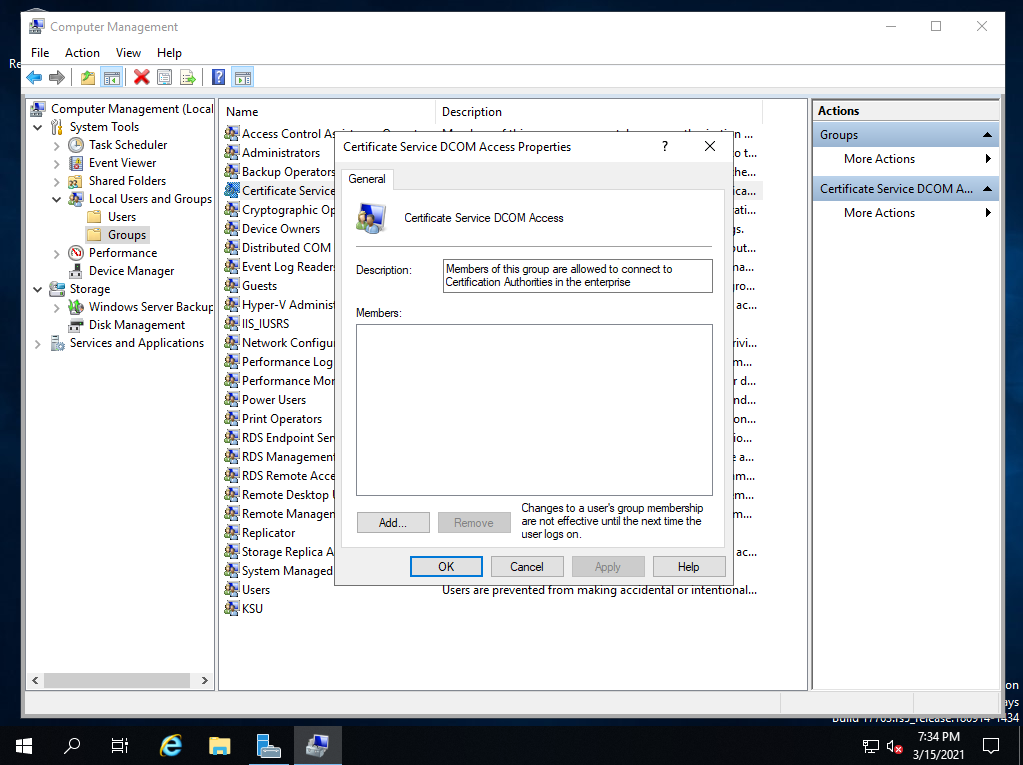 Computer Management
File Action View Help
Computer Management (Local
System Tools
Task Scheduler
Event Viewer
Shared Folders
Local Users and Groups
Users
Groups
Performance
Device Manager
Storage
Windows Server Backup
Disk Management
Services and Applications
Name Description
Access Control
Administrators
Backup Operators
Certificate Service
Cryptographic Op
Device Owners
Distributed COM
Event Log Readers
Guests
Hyper-V Administ
IIS_IUSRS
Network Configu
Performance Log
Performance Mon
Power Users
Print Operators
RDS Endpoint Ser
RDS Management
RDS Remote Acce
Remote Desktop U
Remote Manage
Replicator
Storage Replica A
System Managed
Users Users are prevented from making accidental or intentional...
KSU
Certificate Service DCOM Access Properties ?
General
Certificate Service DCOM Access
Description: Members of this group are allowed to connect to
Certification Authorities in the enterprise
Members:
Add... Remove
Changes to a user's group membership
are not effective until the next time the
user logs on.
OK Cancel Apply Help
Actions
Groups
More Actions
Certificate Service DCOM A...
More Actions
7:34 PM
3/15/2021